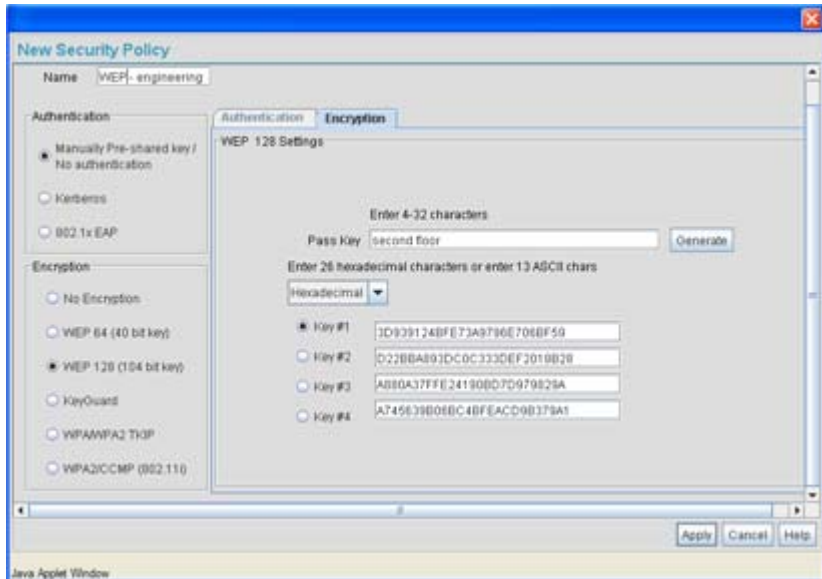 New Security Policy
Name WEP - engineering
Authentication
Manually Pre-shared key /
No authentication
Kerberos
802.1x EAP
Encryption
No Encryption
WEP 64 (40 bit key)
WEP 128 (104 bit key)
KeyGuard
WPA/WPA2 TKIP
WPA2/CCMP (802.11i)
Authentication Encryption
WEP 128 Settings
Enter 4-32 characters
Pass Key second floor Generate
Enter 26 hexadecimal characters or enter 13 ASCII chars
Hexadecimal
Key #1
Key #2
Key #3
Key #4
Apply Cancel Help
Java Applet Window